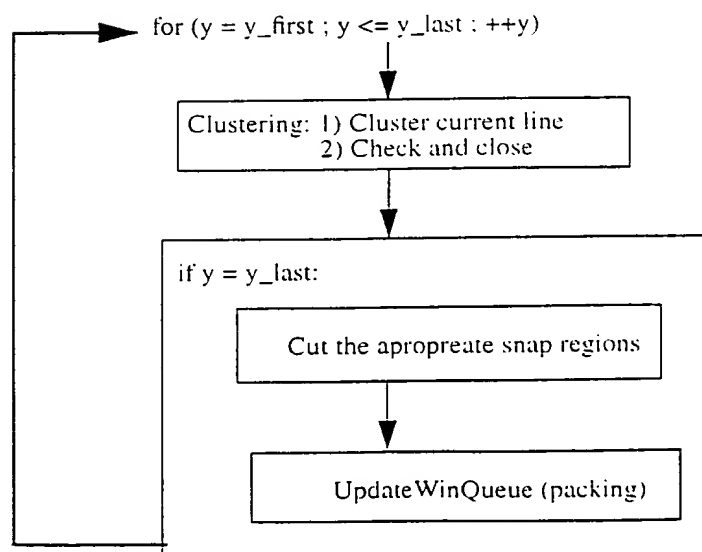 for (y = y_first ; y <= y_last ; ++y)
Clustering: 1) Cluster current line
2) Check and close
if y = y_last:
Cut the apropreate snap regions
UpdateWinQueue (packing)